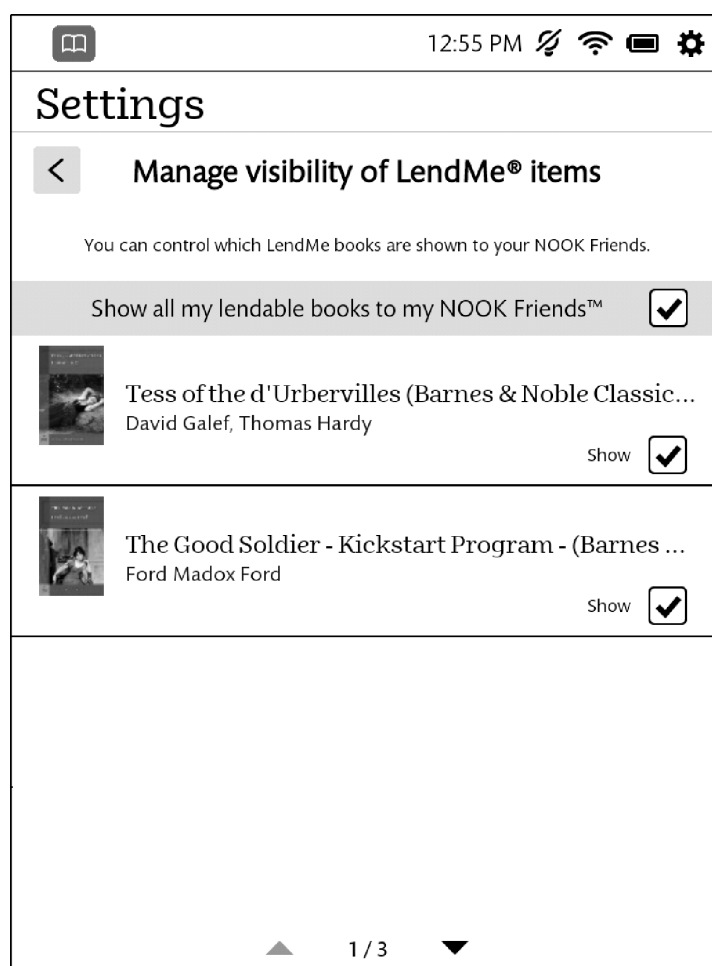 12:55 PM
Settings
Manage visibility of LendMe® items
You can control which LendMe books are shown to your NOOK Friends.
Show all my lendable books to my NOOK Friends™
Tess of the d'Urbervilles (Barnes & Noble Classic...
David Galef, Thomas Hardy
Show
The Good Soldier - Kickstart Program - (Barnes ...
Ford Madox Ford
Show
1 / 3